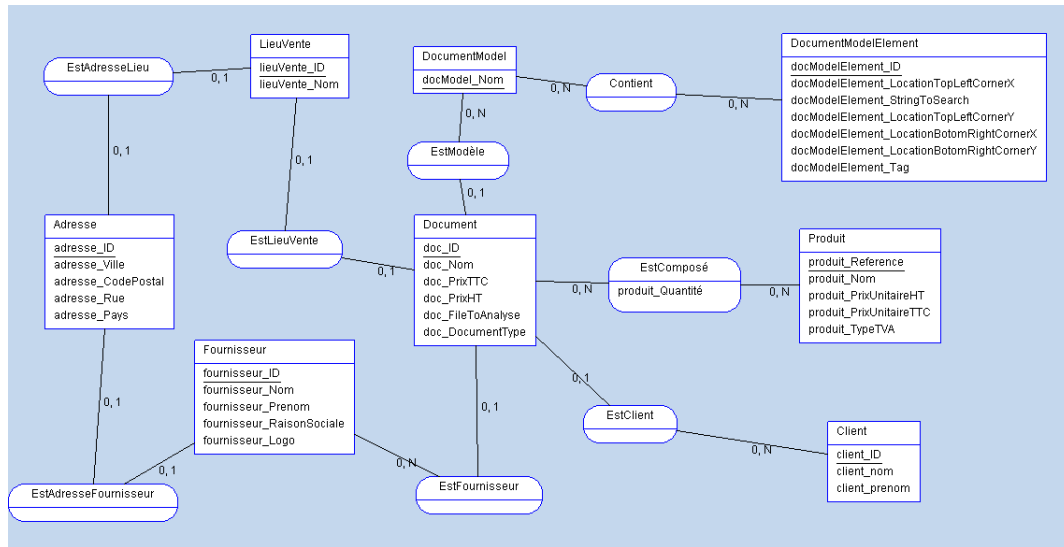 LieuVente
lieuVente_ID
lieuVente_Nom
EstAdresseLieu
0, 1
0, 1
0, 1
DocumentModel
docModel_Nom
0, N
Contient
0, N
0, N
DocumentModelElement
docModelElement_ID
docModelElement_LocationTopLeftCornerX
docModelElement_StringToSearch
docModelElement_LocationTopLeftCornerY
docModelElement_LocationBotomRightCornerX
docModelElement_LocationBotomRightCornerY
docModelElement_Tag
EstModèle
0, 1
Adresse
adresse_ID
adresse_Ville
adresse_CodePostal
adresse_Rue
adresse_Pays
EstLieuVente
0, 1
Document
doc_ID
doc_Nom
doc_PrixTTC
doc_PrixHT
doc_FileToAnalyse
doc_DocumentType
0, N
EstComposé
produit_Quantité
0, N
Produit
produit_Reference
produit_Nom
produit_PrixUnitaireHT
produit_PrixUnitaireTTC
produit_TypeTVA
0, 1
Fournisseur
fournisseur_ID
fournisseur_Nom
fournisseur_Prenom
fournisseur_RaisonSociale
fournisseur_Logo
0, 1
0, N
0, 1
0, 1
EstClient
0, N
Client
client_ID
client_nom
client_prenom
EstAdresseFournisseur
EstFournisseur